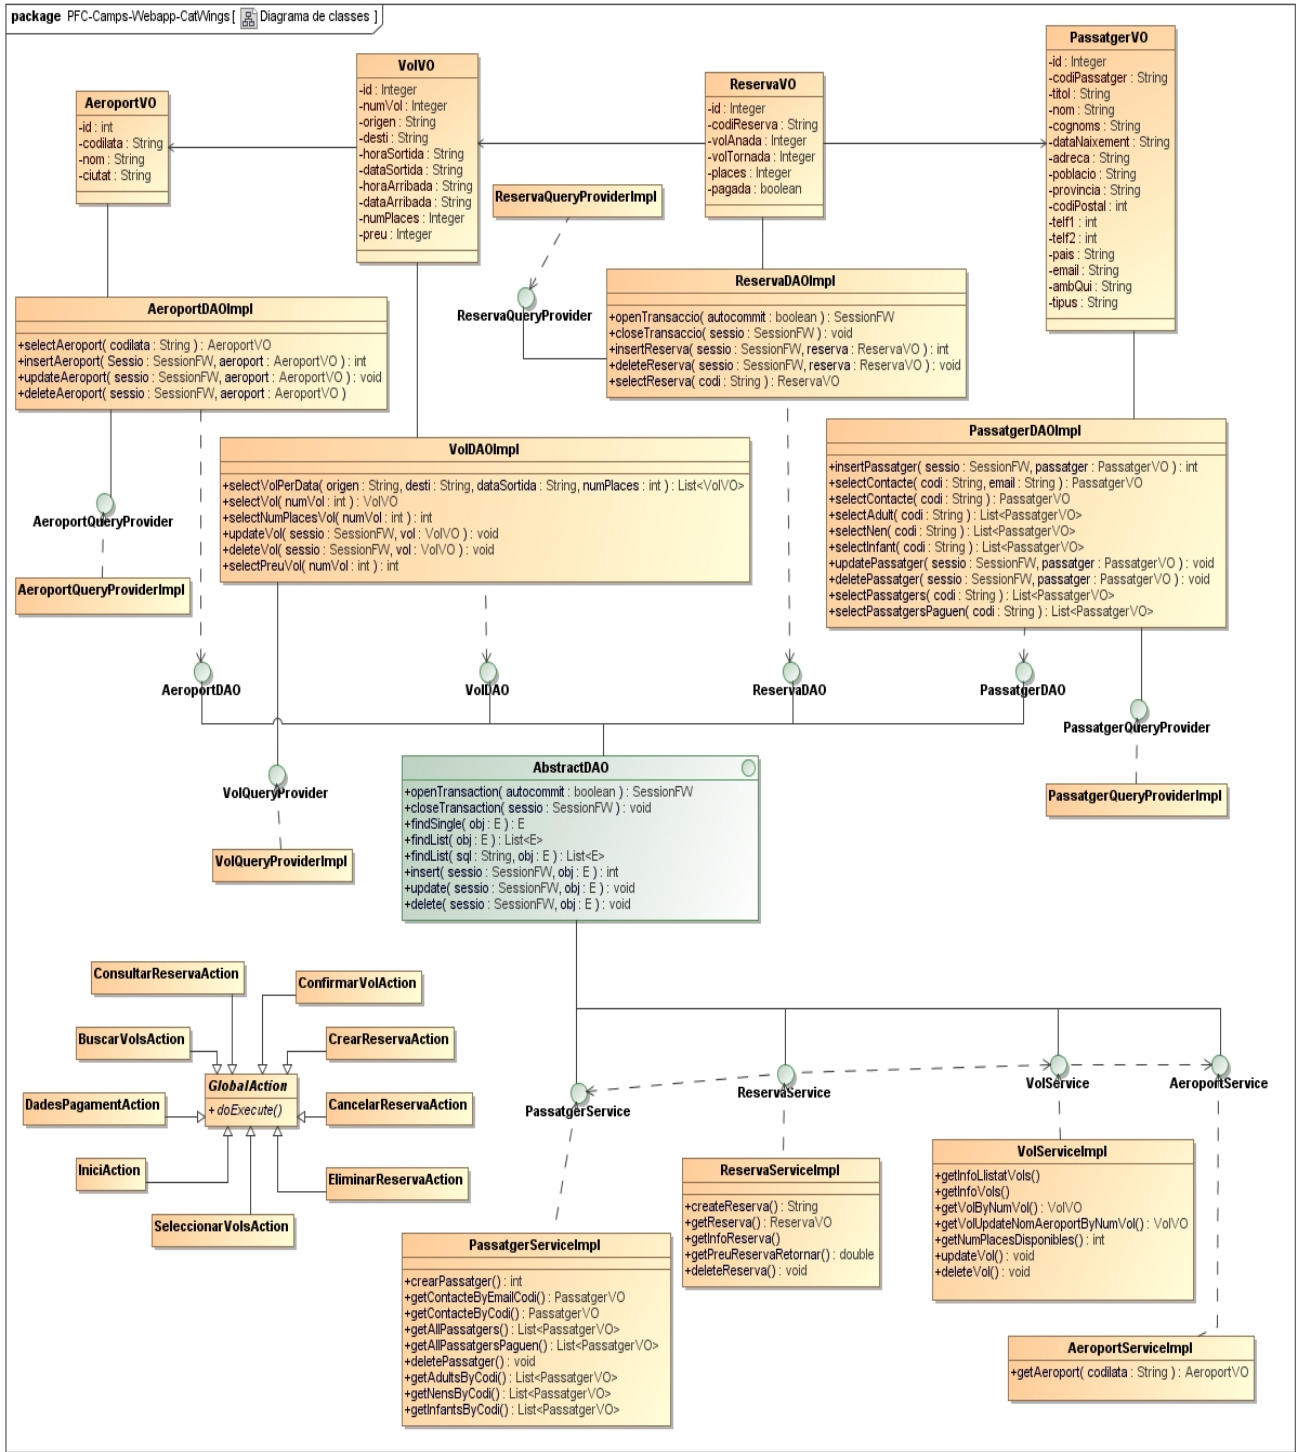 package PFC-Camps-Webapp-CatWings [ Diagrama de classes ]
AeroportVO
-id : int
-codiIata : String
-nom : String
-ciutat : String
VolVO
-id : Integer
-numVol : Integer
-origen : String
-desti : String
-horaSortida : String
-dataSortida : String
-horaArribada : String
-dataArribada : String
-numPlaces : Integer
-preu : Integer
ReservaVO
-id : Integer
-codiReserva : String
-volAnada : Integer
-volTornada : Integer
-places : Integer
-pagada : boolean
PassatgerVO
-id : Integer
-codiPassatger : String
-titol : String
-nom : String
-cognoms : String
-dataNaixement : String
-adreca : String
-poblacio : String
-provincia : String
-codiPostal : int
-telf1 : int
-telf2 : int
-pais : String
-email : String
-ambQui : String
-tipus : String
ReservaQueryProviderImpl
ReservaQueryProvider
AeroportDAOImpl
+selectAeroport( codiIata : String ) : AeroportVO
+insertAeroport( Sessio : SessionFW, aeroport : AeroportVO ) : int
+updateAeroport( sessio : SessionFW, aeroport : AeroportVO ) : void
+deleteAeroport( sessio : SessionFW, aeroport : AeroportVO )
ReservaDAOImpl
+openTransaccio( autocommit : boolean ) : SessionFW
+closeTransaccio( sessio : SessionFW ) : void
+insertReserva( sessio : SessionFW, reserva : ReservaVO ) : int
+deleteReserva( sessio : SessionFW, reserva : ReservaVO ) : void
+selectReserva( codi : String ) : ReservaVO
VolDAOImpl
+selectVolPerData( origen : String, desti : String, dataSortida : String, numPlaces : int ) : List<VolVO>
+selectVol( numVol : int ) : VolVO
+selectNumPlacesVol( numVol : int ) : int
+updateVol( sessio : SessionFW, vol : VolVO ) : void
+deleteVol( sessio : SessionFW, vol : VolVO ) : void
+selectPreuVol( numVol : int ) : int
PassatgerDAOImpl
+insertPassatger( sessio : SessionFW, passatger : PassatgerVO ) : int
+selectContacte( codi : String, email : String ) : PassatgerVO
+selectContacte( codi : String ) : PassatgerVO
+selectAdult( codi : String ) : List<PassatgerVO>
+selectNen( codi : String ) : List<PassatgerVO>
+selectInfant( codi : String ) : List<PassatgerVO>
+updatePassatger( sessio : SessionFW, passatger : PassatgerVO ) : void
+deletePassatger( sessio : SessionFW, passatger : PassatgerVO ) : void
+selectPassatgers( codi : String ) : List<PassatgerVO>
+selectPassatgersPaguen( codi : String ) : List<PassatgerVO>
AeroportQueryProvider
AeroportQueryProviderImpl
AeroportDAO
VolDAO
ReservaDAO
PassatgerDAO
PassatgerQueryProvider
PassatgerQueryProviderImpl
VolQueryProvider
VolQueryProviderImpl
AbstractDAO
+openTransaction( autocommit : boolean ) : SessionFW
+closeTransaction( sessio : SessionFW ) : void
+findSingle( obj : E ) : E
+findList( obj : E ) : List<E>
+findList( sql : String, obj : E ) : List<E>
+insert( sessio : SessionFW, obj : E ) : int
+update( sessio : SessionFW, obj : E ) : void
+delete( sessio : SessionFW, obj : E ) : void
ConsultarReservaAction
ConfirmarVolAction
BuscarVolsAction
CrearReservaAction
GlobalAction
+ doExecute()
DadesPagamentAction
CancelarReservaAction
IniciAction
EliminarReservaAction
SeleccionarVolsAction
PassatgerService
ReservaService
VolService
AeroportService
PassatgerServiceImpl
+crearPassatger() : int
+getContacteByEmailCodi() : PassatgerVO
+getContacteByCodi() : PassatgerVO
+getAllPassatgers() : List<PassatgerVO>
+getAllPassatgersPaguen() : List<PassatgerVO>
+deletePassatger() : void
+getAdultsByCodi() : List<PassatgerVO>
+getNensByCodi() : List<PassatgerVO>
+getInfantsByCodi() : List<PassatgerVO>
ReservaServiceImpl
+createReserva() : String
+getReserva() : ReservaVO
+getInfoReserva()
+getPreuReservaRetornar() : double
+deleteReserva() : void
VolServiceImpl
+getInfoLlistatVols()
+getInfoVols()
+getVolByNumVol() : VolVO
+getVolUpdateNomAeroportByNumVol() : VolVO
+getNumPlacesDisponibles() : int
+updateVol() : void
+deleteVol() : void
AeroportServiceImpl
+getAeroport( codiIata : String ) : AeroportVO